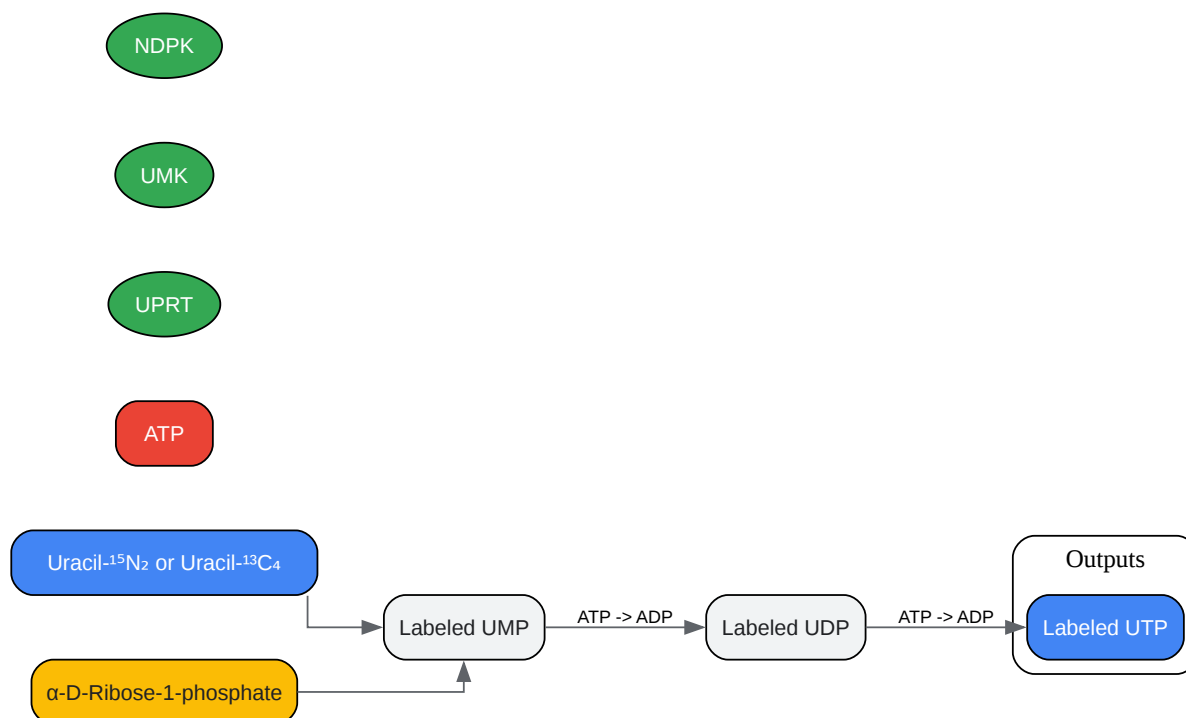 NDPK
UMK
UPRT
ATP
Uracil-¹⁵N₂ or Uracil-¹³C₄
Outputs
Labeled UMP
ATP -> ADP
Labeled UDP
ATP -> ADP
Labeled UTP
α-D-Ribose-1-phosphate